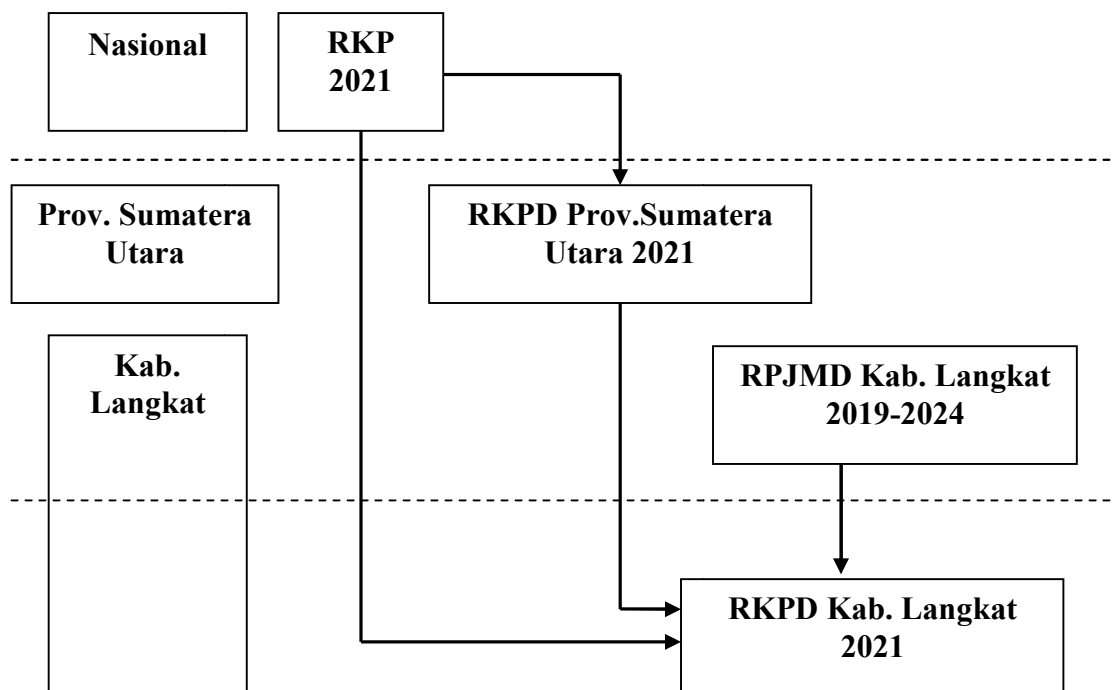 Nasional
RKP
2021
Prov. Sumatera
Utara
RKPD Prov.Sumatera
Utara 2021
Kab.
Langkat
RPJMD Kab. Langkat
2019-2024
RKPD Kab. Langkat
2021